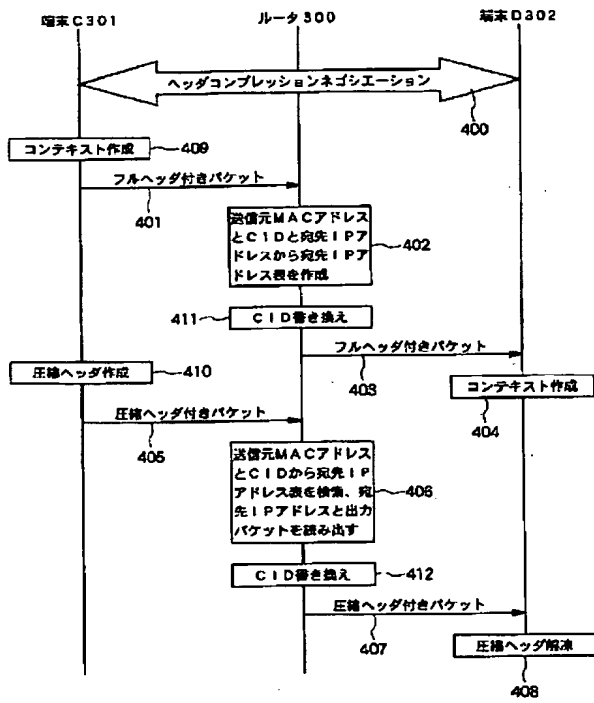 端末C301
ルータ300
端末D302
ヘッダコンプレッションネゴシエーション
400
コンテキスト作成
409
フルヘッダ付きパケット
401
送信元MACアドレス
とCIDと宛先IPア
ドレスから宛先IPア
ドレス表を作成
402
411
CID書き換え
フルヘッダ付きパケット
403
圧縮ヘッダ作成
410
コンテキスト作成
404
圧縮ヘッダ付きパケット
405
送信元MACアドレス
とCIDから宛先IP
アドレス表を検索、宛
先IPアドレスと出力
パケットを読み出す
406
CID書き換え
412
圧縮ヘッダ付きパケット
407
圧縮ヘッダ解凍
408